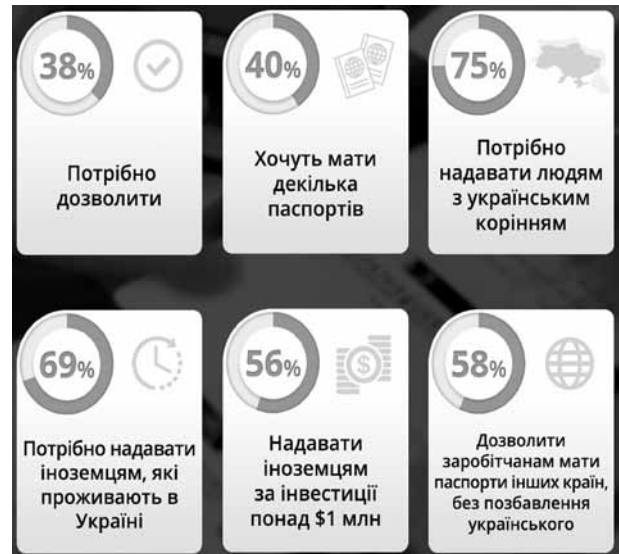 38%
Потрібно
дозволити
40%
Хочуть мати
декілька
паспортів
75%
Потрібно
надавати людям
з українським
корінням
69%
Потрібно надавати
іноземцям, які
проживають в
Україні
56%
$
Надавати
іноземцям
за інвестиції
понад $1 млн
58%
Дозволити
заробітчанам мати
паспорти інших країн,
без позбавлення
українського